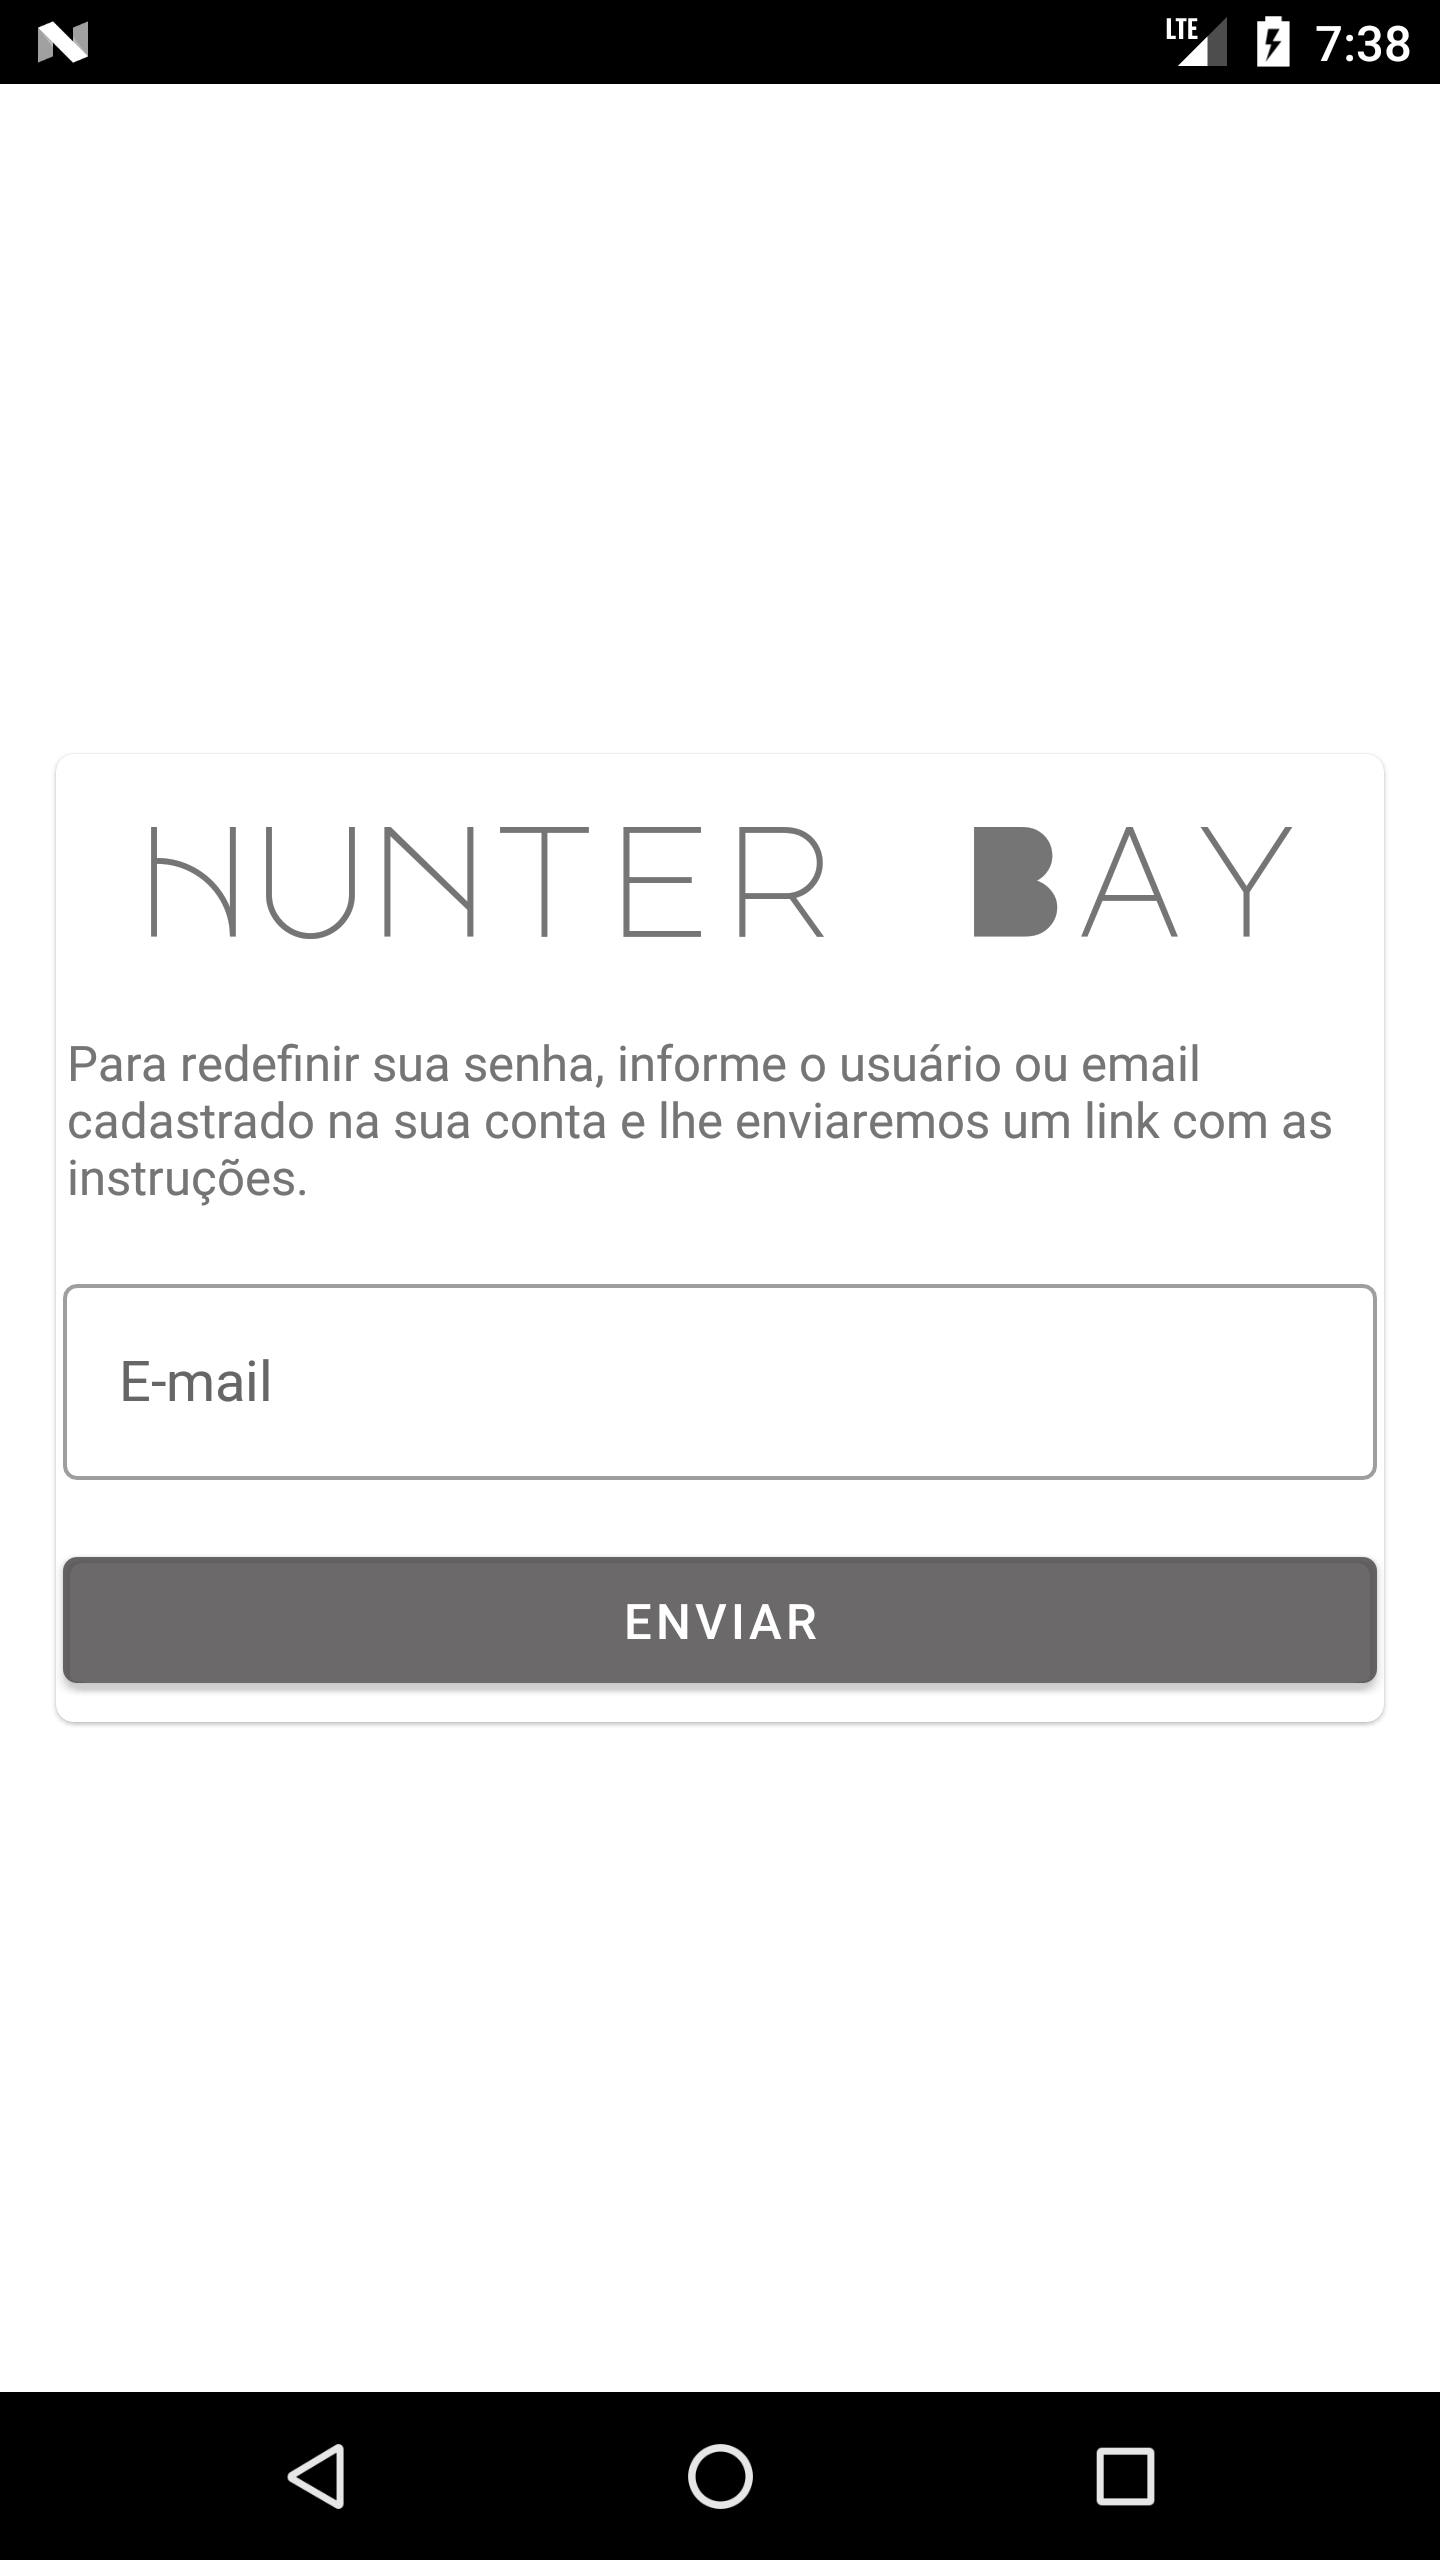 LTE 7:38
HUNTER BAY
Para redefinir sua senha, informe o usuário ou email
cadastrado na sua conta e lhe enviaremos um link com as
instruções.
E-mail
ENVIAR